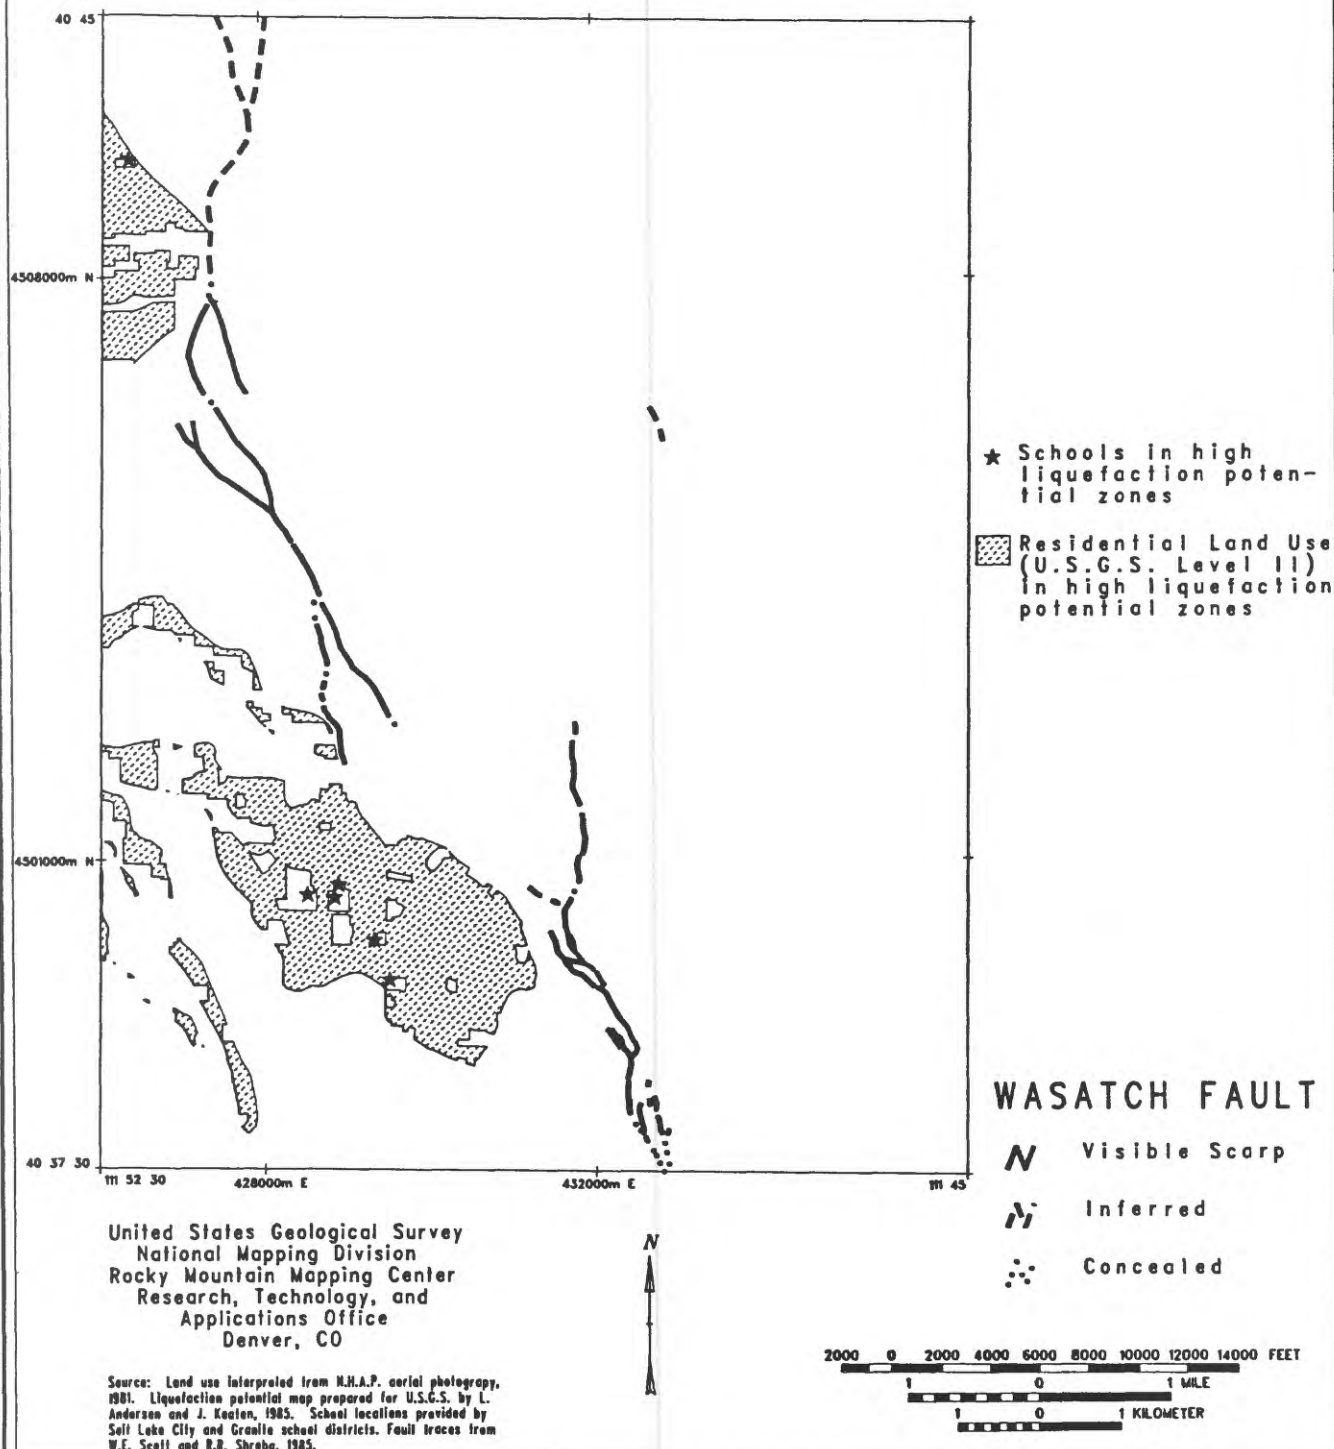 40 45
4508000m N
★ Schools in high
liquefaction poten-
tial zones
Residential Land Use
(U.S.G.S. Level II)
in high liquefaction
potential zones
4501000m N
WASATCH FAULT
Visible Scarp
Inferred
Concealed
40 37 30
111 52 30
428000m E
432000m E
111 45
United States Geological Survey
National Mapping Division
Rocky Mountain Mapping Center
Research, Technology, and
Applications Office
Denver, CO
N
2000 0 2000 4000 6000 8000 10000 12000 14000 FEET
1 0 1 MILE
1 0 1 KILOMETER
Source: Land use interpreted from N.H.A.P. aerial photograpy,
1981. Liquefaction potential map prepared for U.S.G.S. by L.
Anderson and J. Keaton, 1985. School locations provided by
Salt Lake City and Granite school districts. Fault traces from
W.E. Scott and R.R. Shroba, 1985.